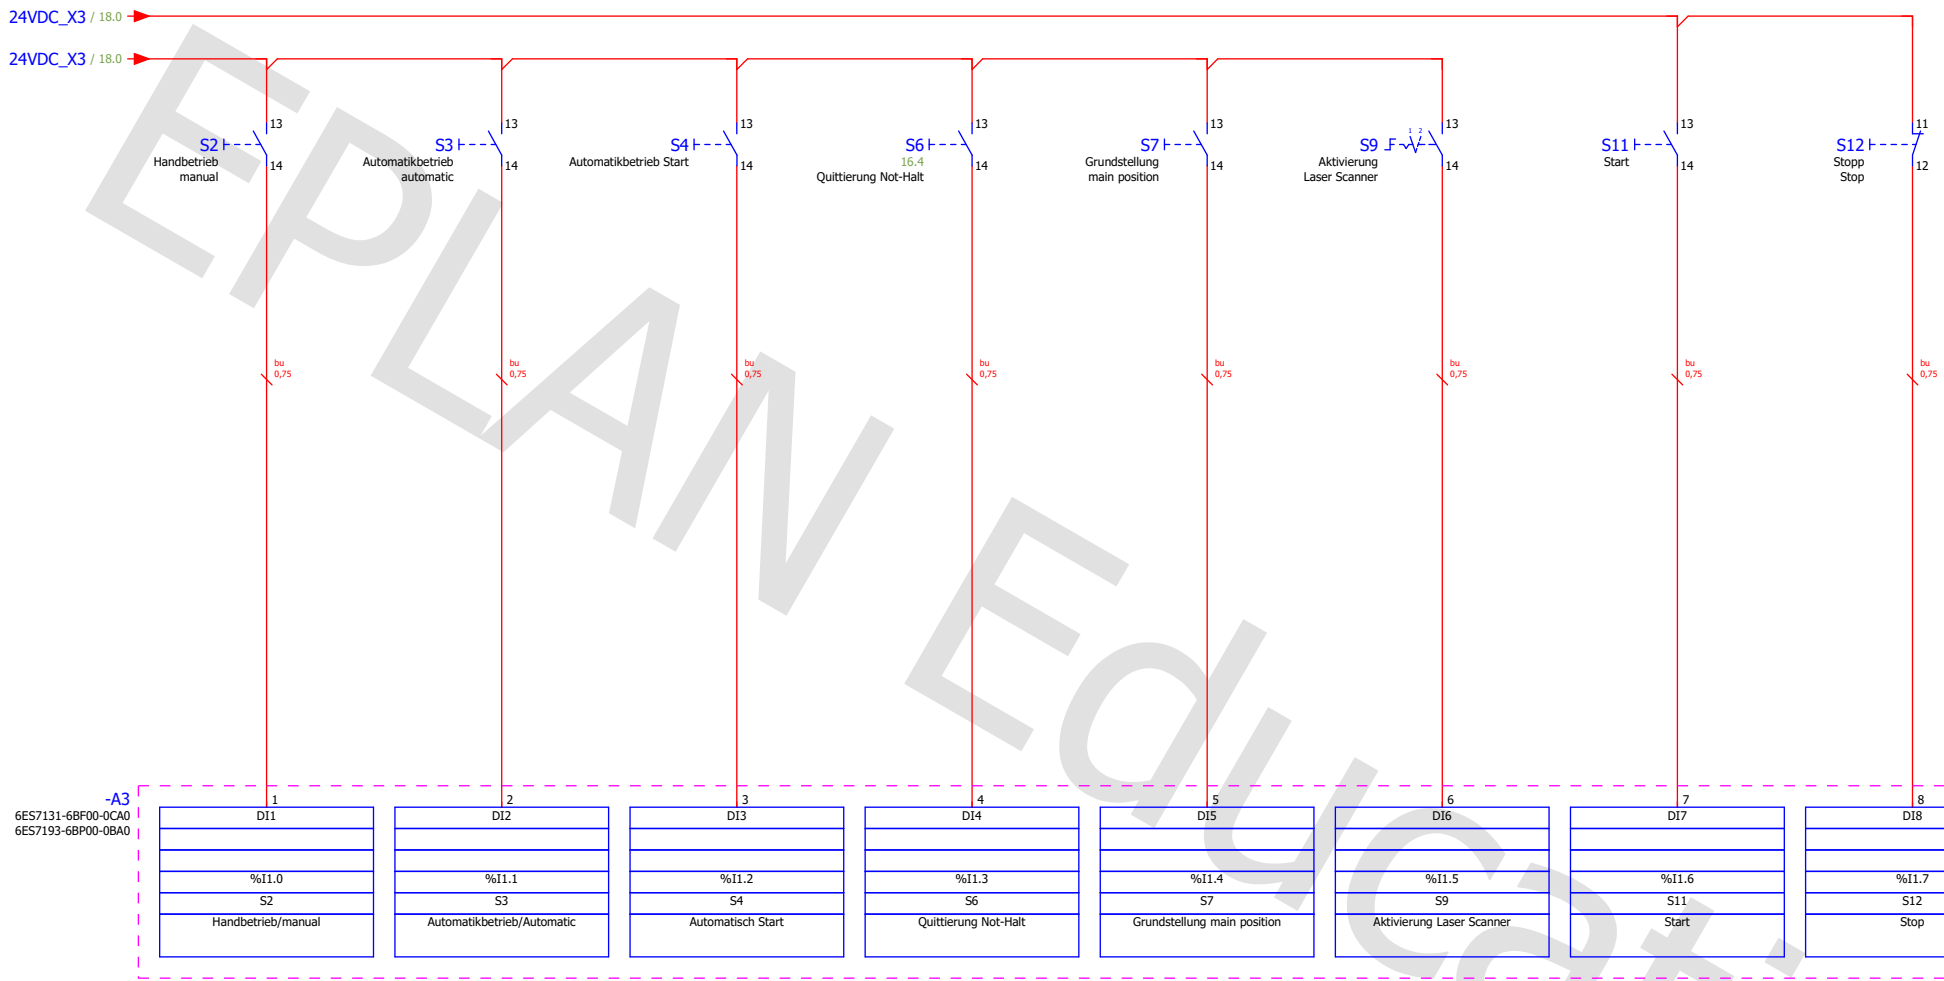 24VDC_X3 / 18.0
24VDC_X3 / 18.0
13 13 13 13 13 13 13 11
S2 S3 S4 S6 S7 1 2 S9 S11 S12
Handbetrieb Automatikbetrieb Automatikbetrieb Start 16.4 Grundstellung Aktivierung Start Stopp
14 14 14 14 14 14 14 12
manual automatic Quittierung Not-Halt main position Laser Scanner Stop
bu bu bu bu bu bu bu bu
0,75 0,75 0,75 0,75 0,75 0,75 0,75 0,75
-A3 1 2 3 4 5 6 7 8
6ES7131-6BF00-0CA0 DI1 DI2 DI3 DI4 DI5 DI6 DI7 DI8
6ES7193-6BP00-0BA0
%I1.0 %I1.1 %I1.2 %I1.3 %I1.4 %I1.5 %I1.6 %I1.7
S2 S3 S4 S6 S7 S9 S11 S12
Handbetrieb/manual Automatikbetrieb/Automatic Automatisch Start Quittierung Not-Halt Grundstellung main position Aktivierung Laser Scanner Start Stop
EPLAN Educati